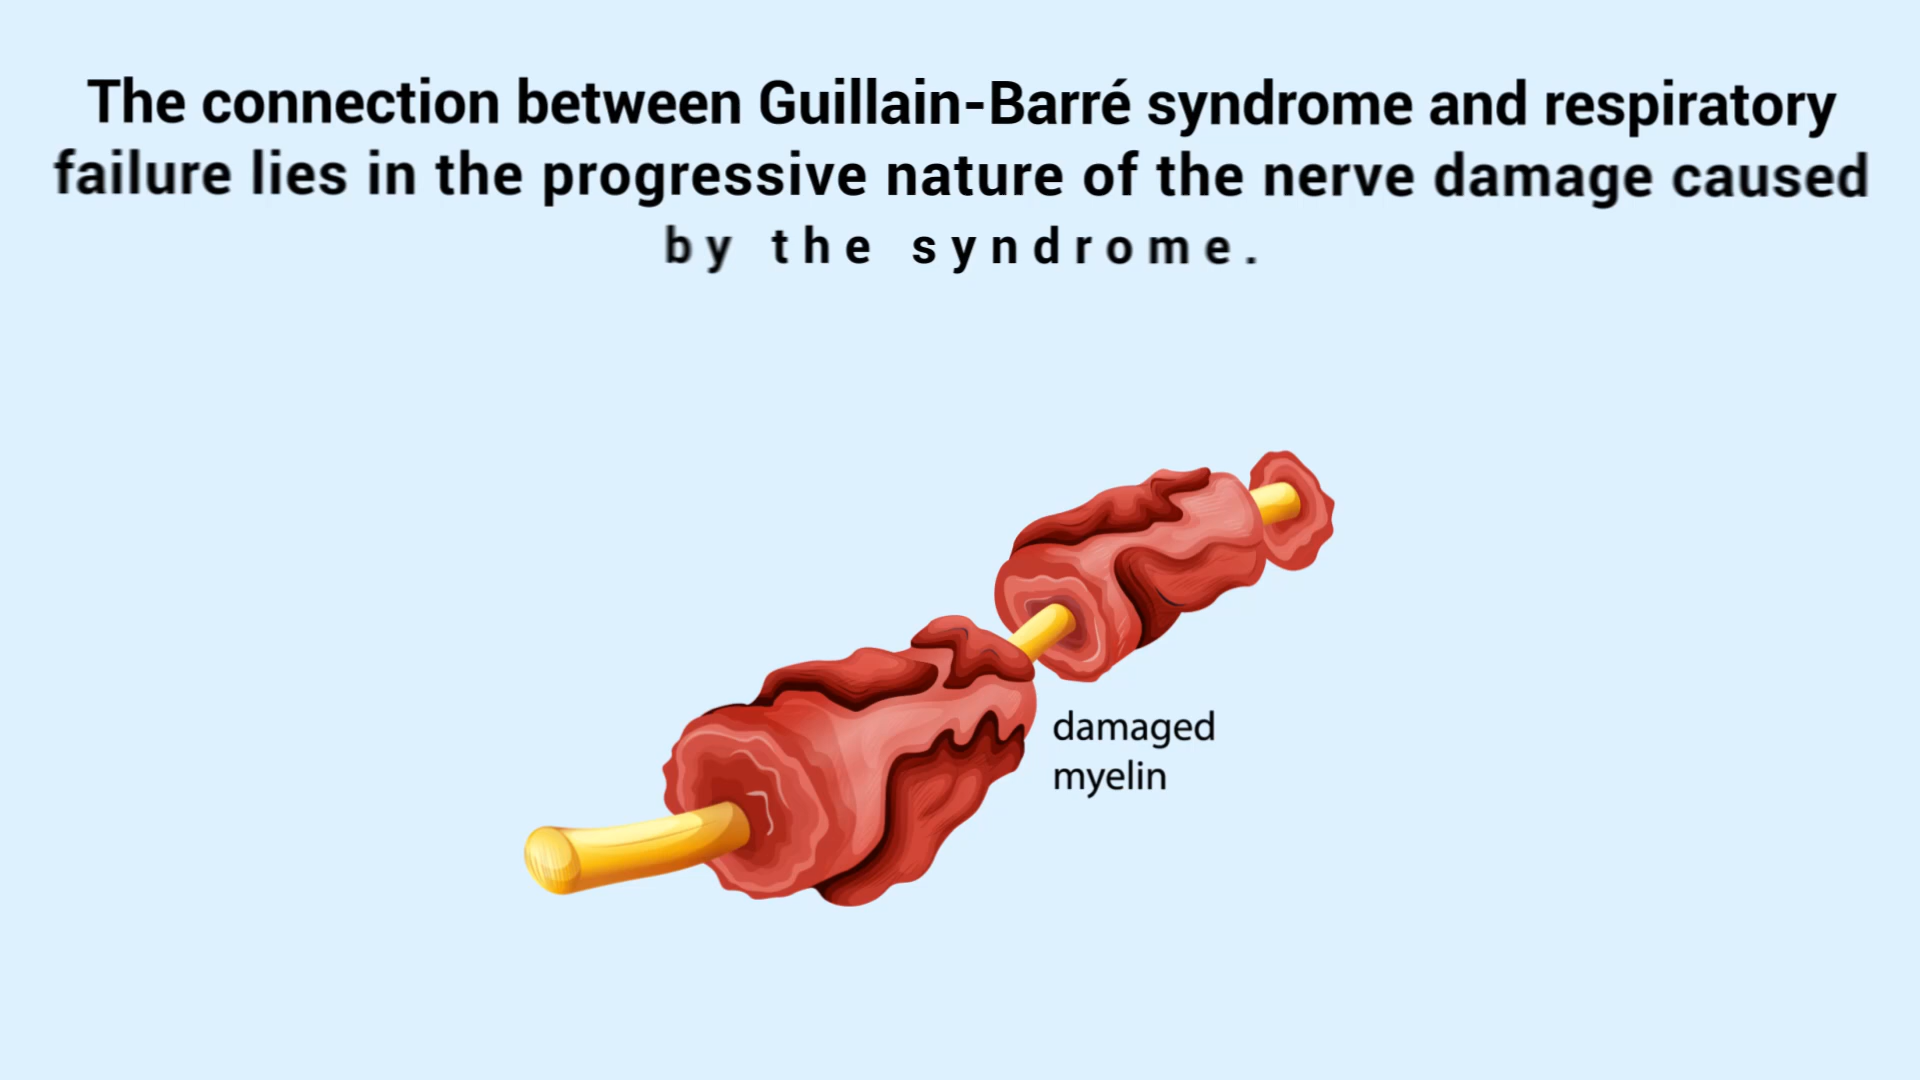 The connection between Guillain-Barré syndrome and respiratory
failure lies in the progressive nature of the nerve damage caused
by the syndrome.
damaged
myelin